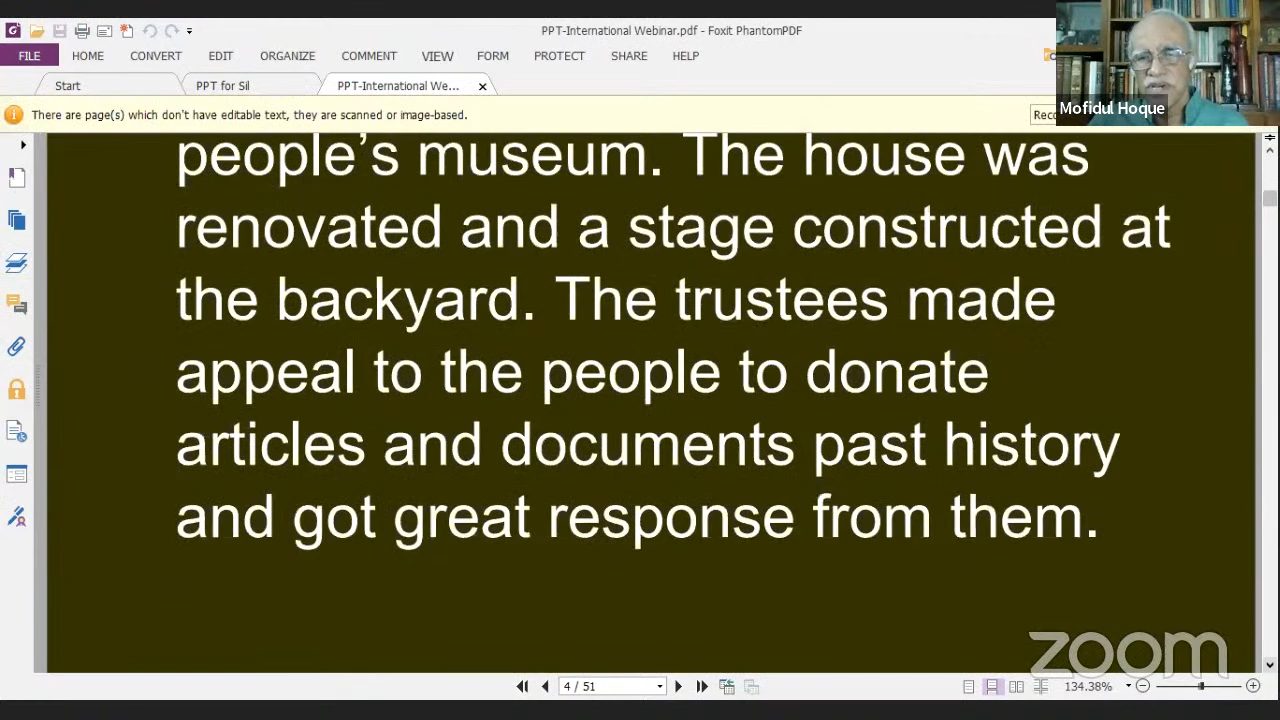 PPT-International Webinar.pdf - Foxit PhantomPDF
FILE HOME CONVERT EDIT ORGANIZE COMMENT VIEW FORM PROTECT SHARE HELP
Start PPT for Sil PPT-International We...
There are page(s) which don't have editable text, they are scanned or image-based.
Mofidul Hoque
people’s museum. The house was
renovated and a stage constructed at
the backyard. The trustees made
appeal to the people to donate
articles and documents past history
and got great response from them.
zoom
4 / 51
134.38%